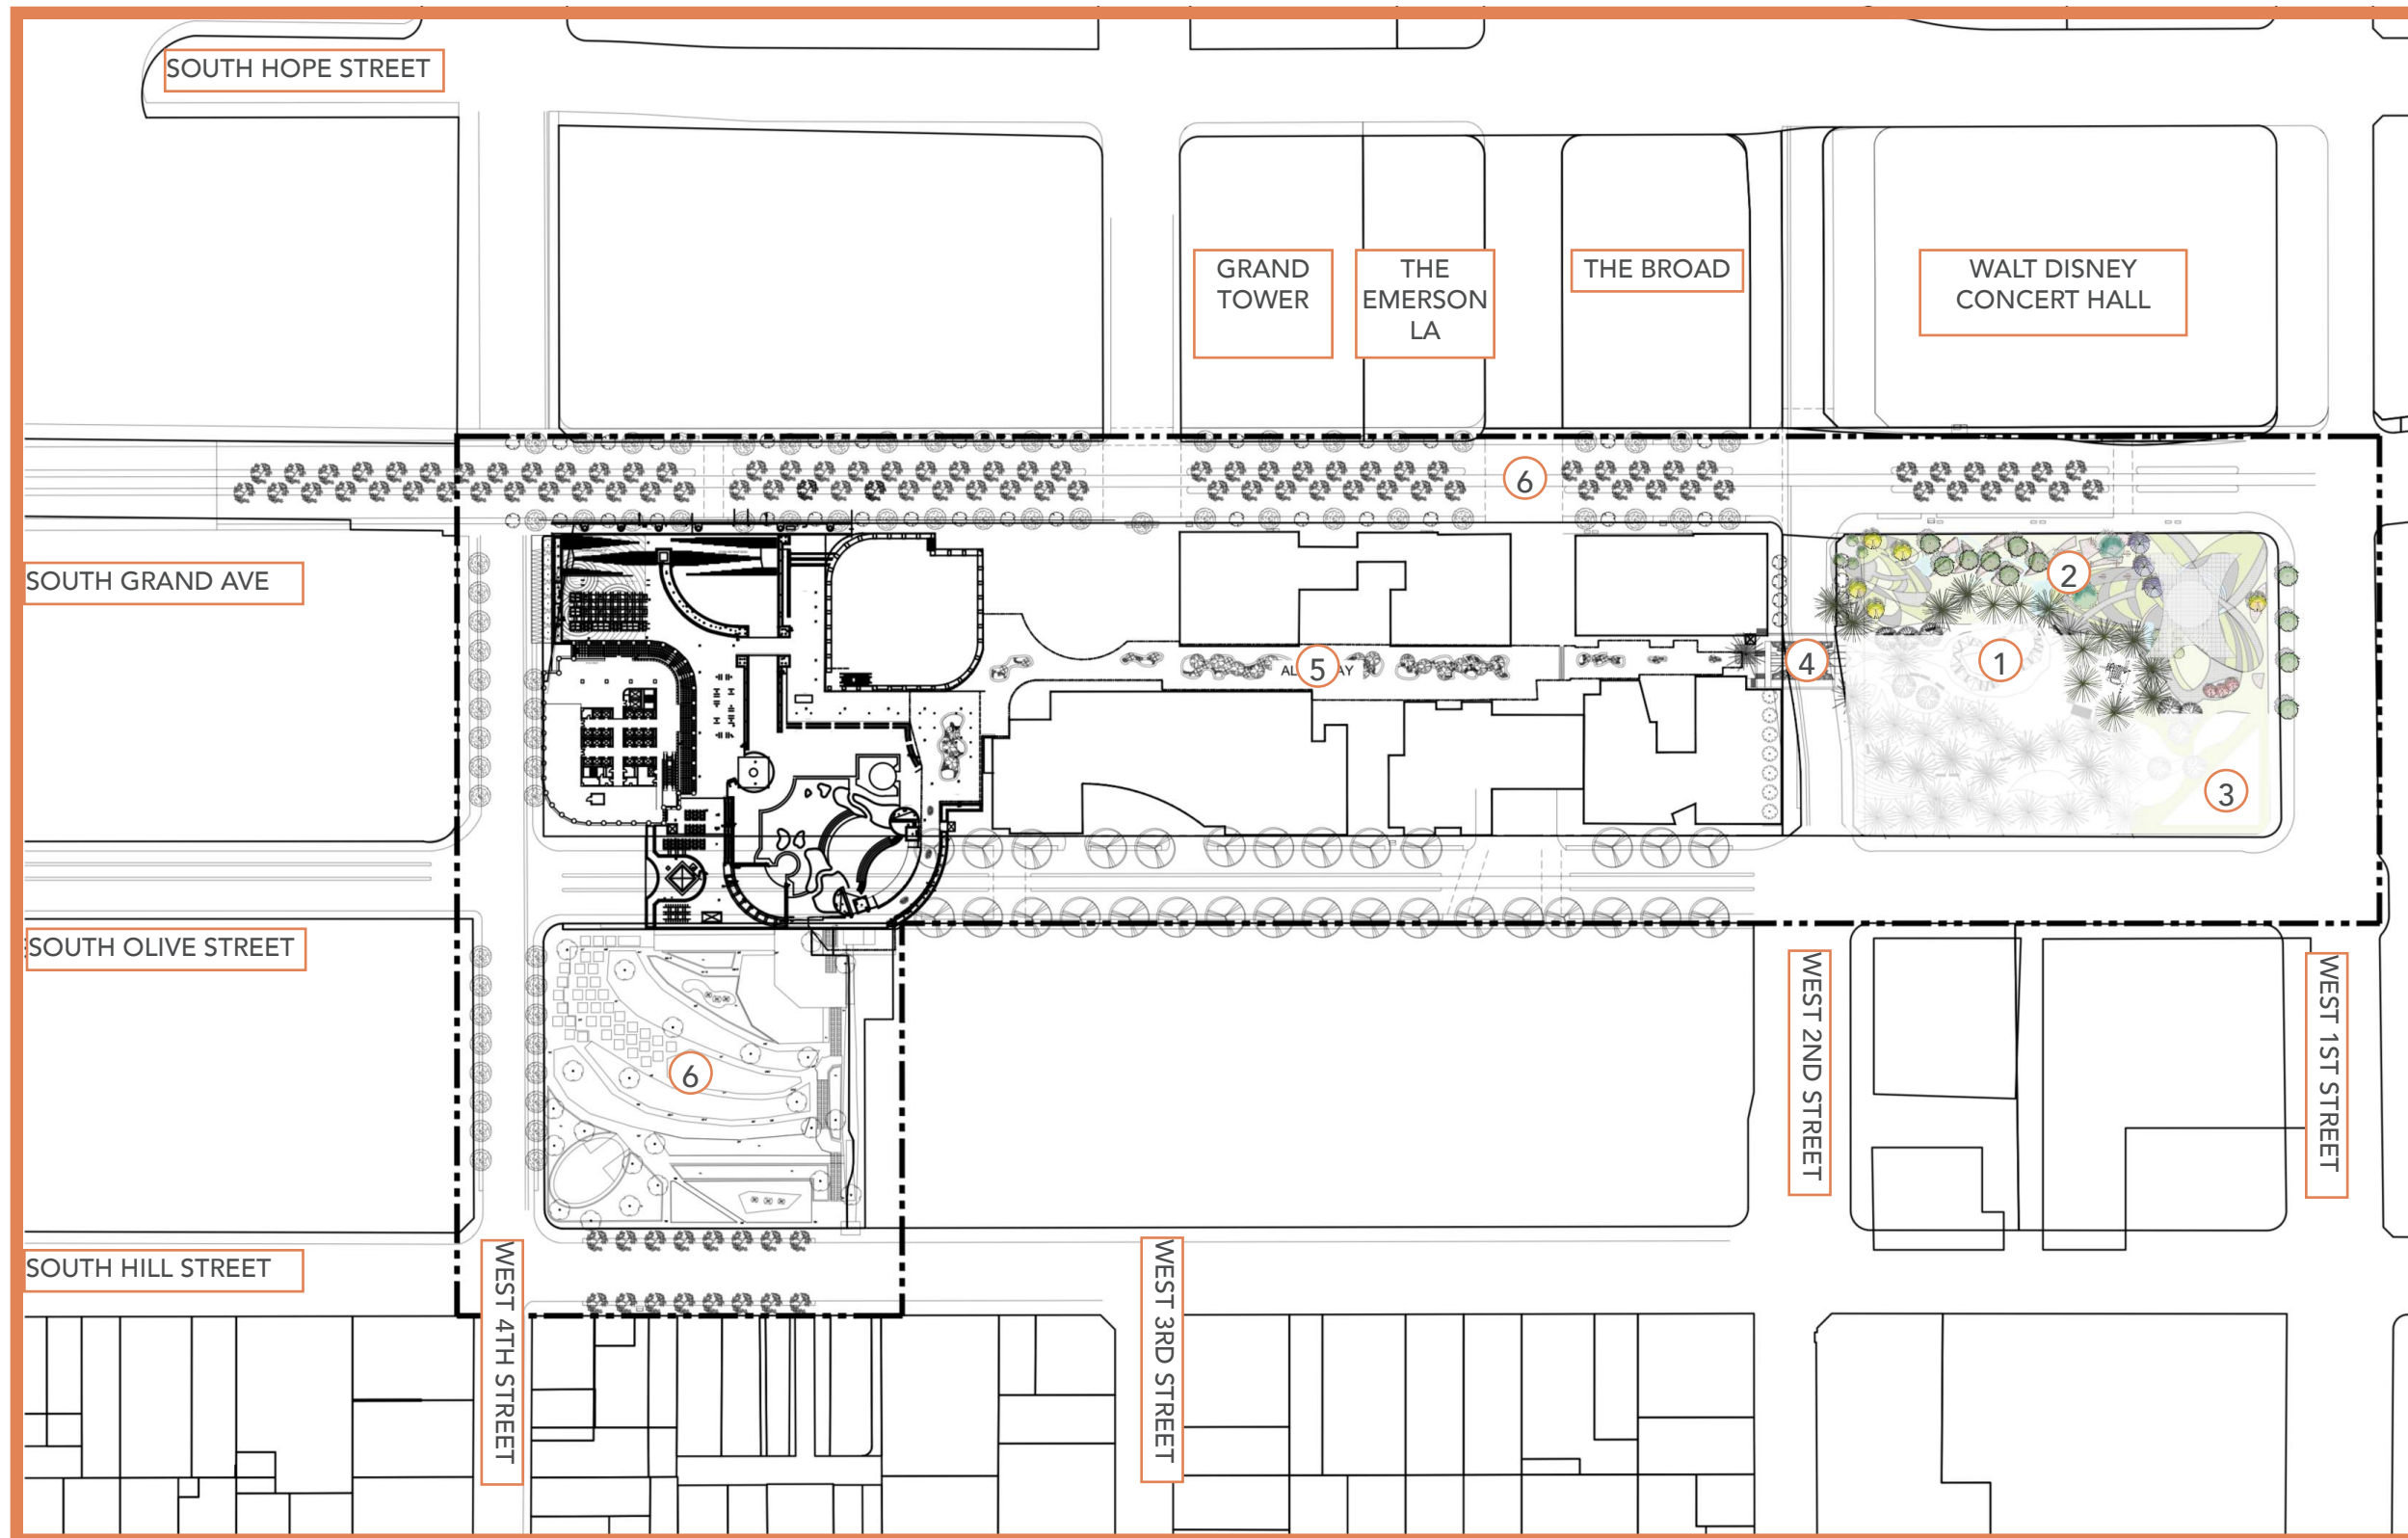 SOUTH HOPE STREET
GRAND
TOWER
THE
EMERSON
LA
THE BROAD
WALT DISNEY
CONCERT HALL
6
SOUTH GRAND AVE
2
5
4
1
3
SOUTH OLIVE STREET
6
WEST 2ND STREET
WEST 1ST STREET
SOUTH HILL STREET
WEST 4TH STREET
WEST 3RD STREET